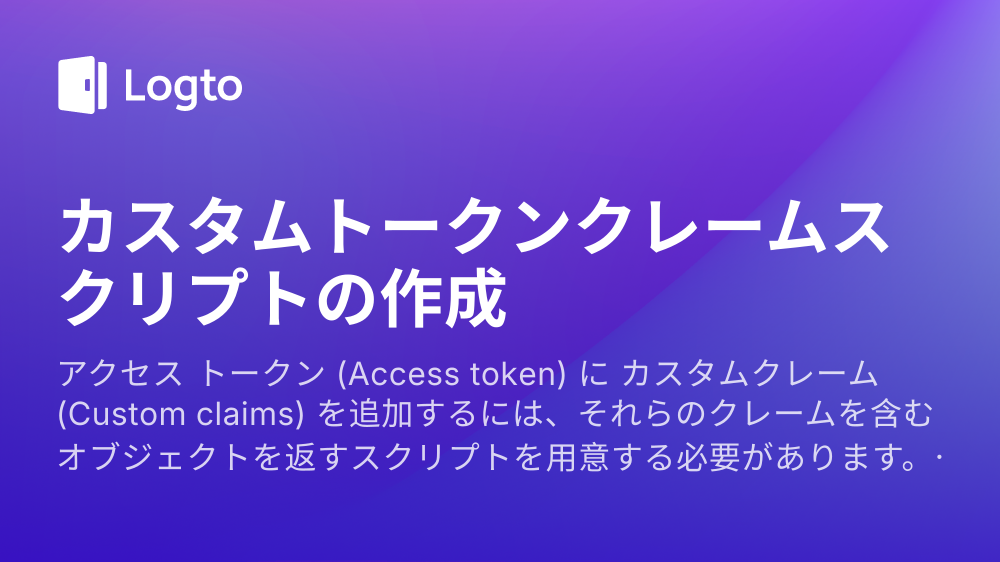 Logto
カスタムトークンクレームス
クリプトの作成
アクセス トークン (Access token) に カスタムクレーム
(Custom claims) を追加するには、それらのクレームを含む
オブジェクトを返すスクリプトを用意する必要があります。·